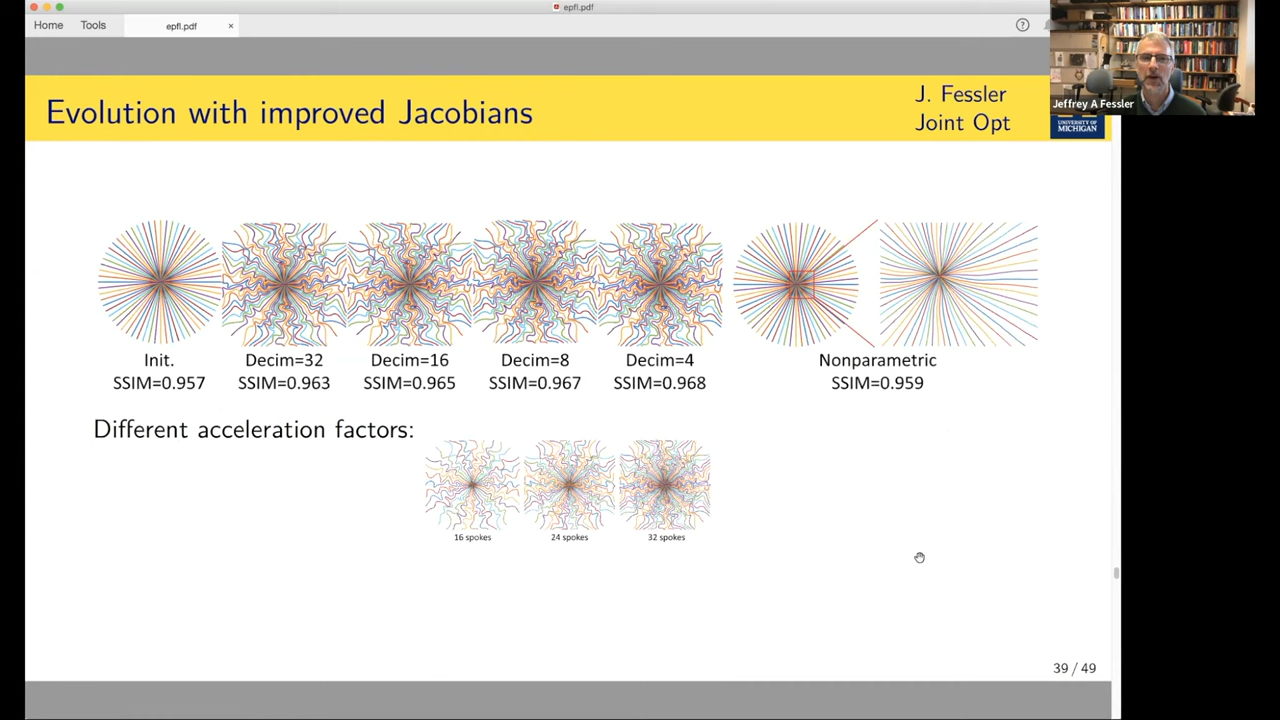 epfl.pdf
Home
Tools
epfl.pdf
×
?
Jeffrey A Fessler
Evolution with improved Jacobians
J. Fessler
Joint Opt
UNIVERSITY OF
MICHIGAN
Init.
SSIM=0.957
Decim=32
SSIM=0.963
Decim=16
SSIM=0.965
Decim=8
SSIM=0.967
Decim=4
SSIM=0.968
Nonparametric
SSIM=0.959
Different acceleration factors:
16 spokes
24 spokes
32 spokes
39 / 49